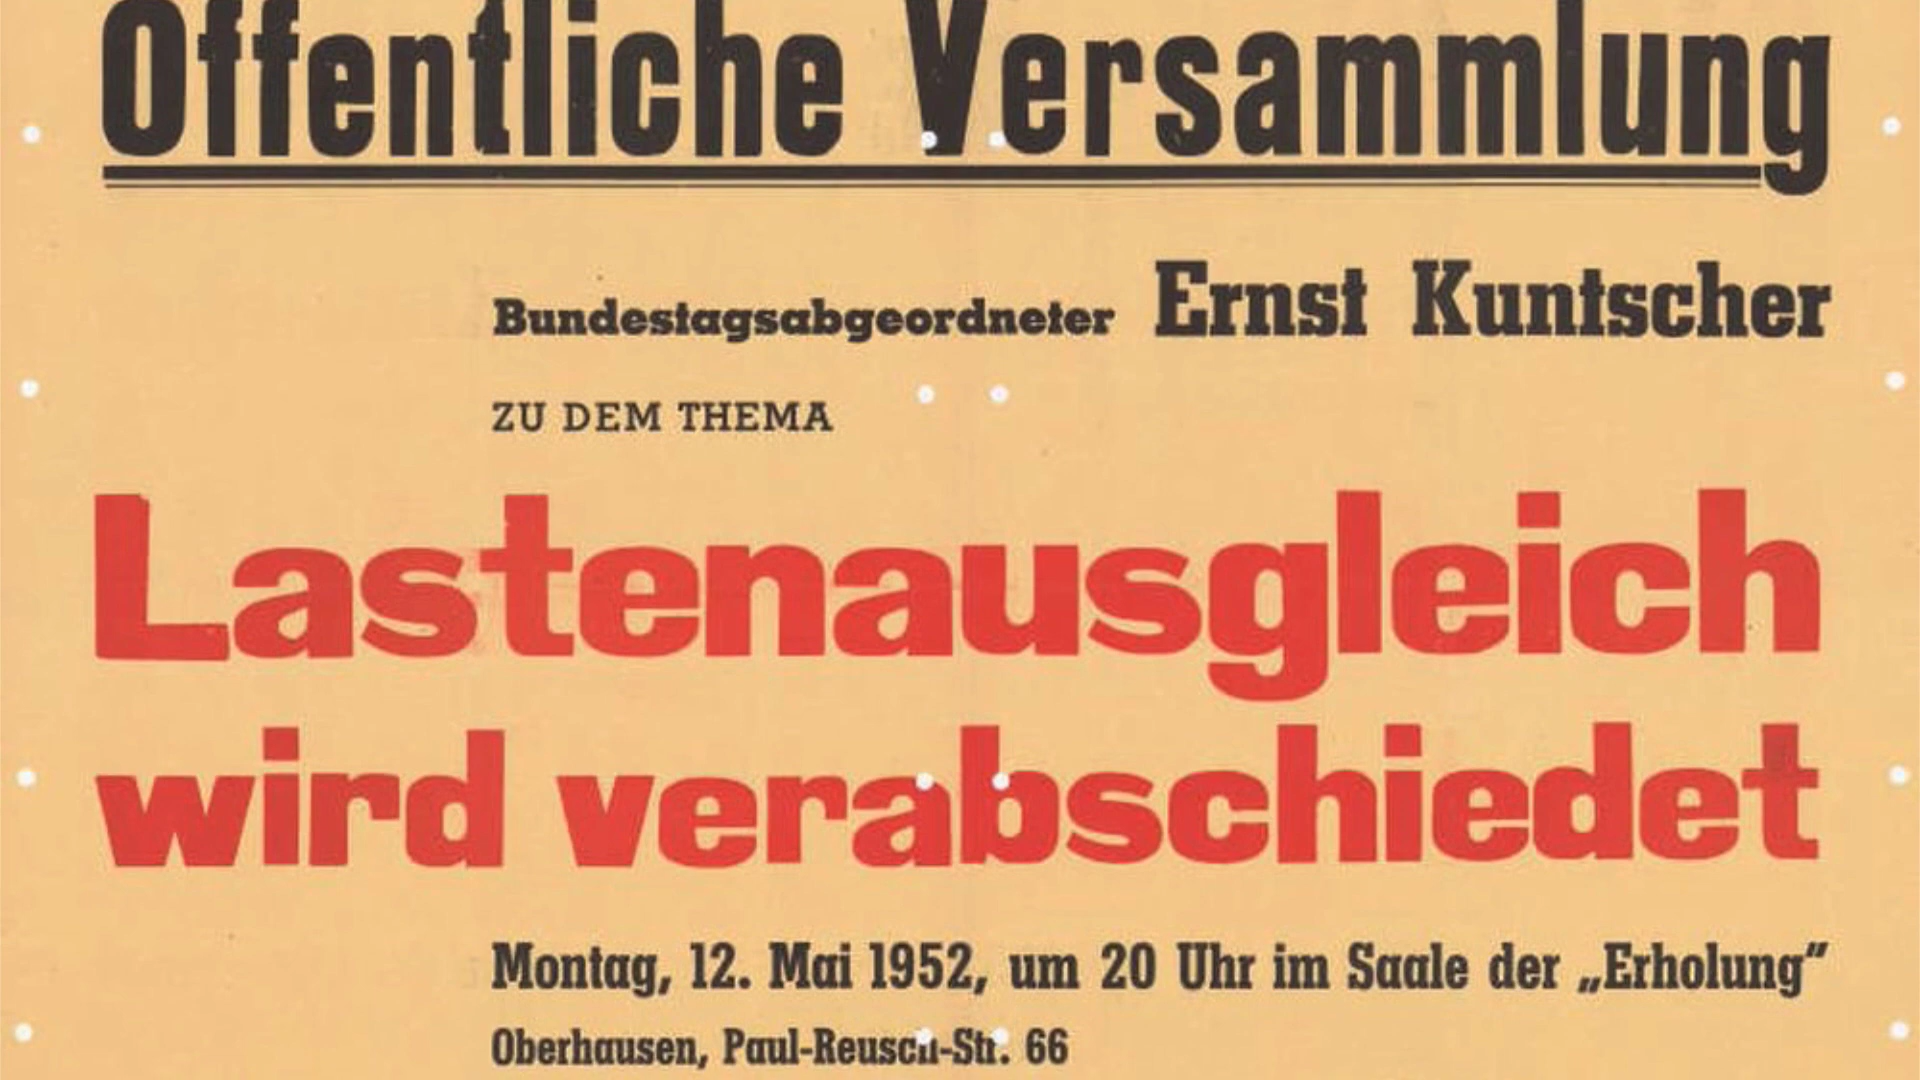 Öffentliche Versammlung
Bundestagsabgeordneter Ernst Kuntscher
ZU DEM THEMA
Lastenausgleich
wird verabschiedet
Montag, 12. Mai 1952, um 20 Uhr im Saale der „Erholung“
Oberhausen, Paul-Reusch-Str. 66